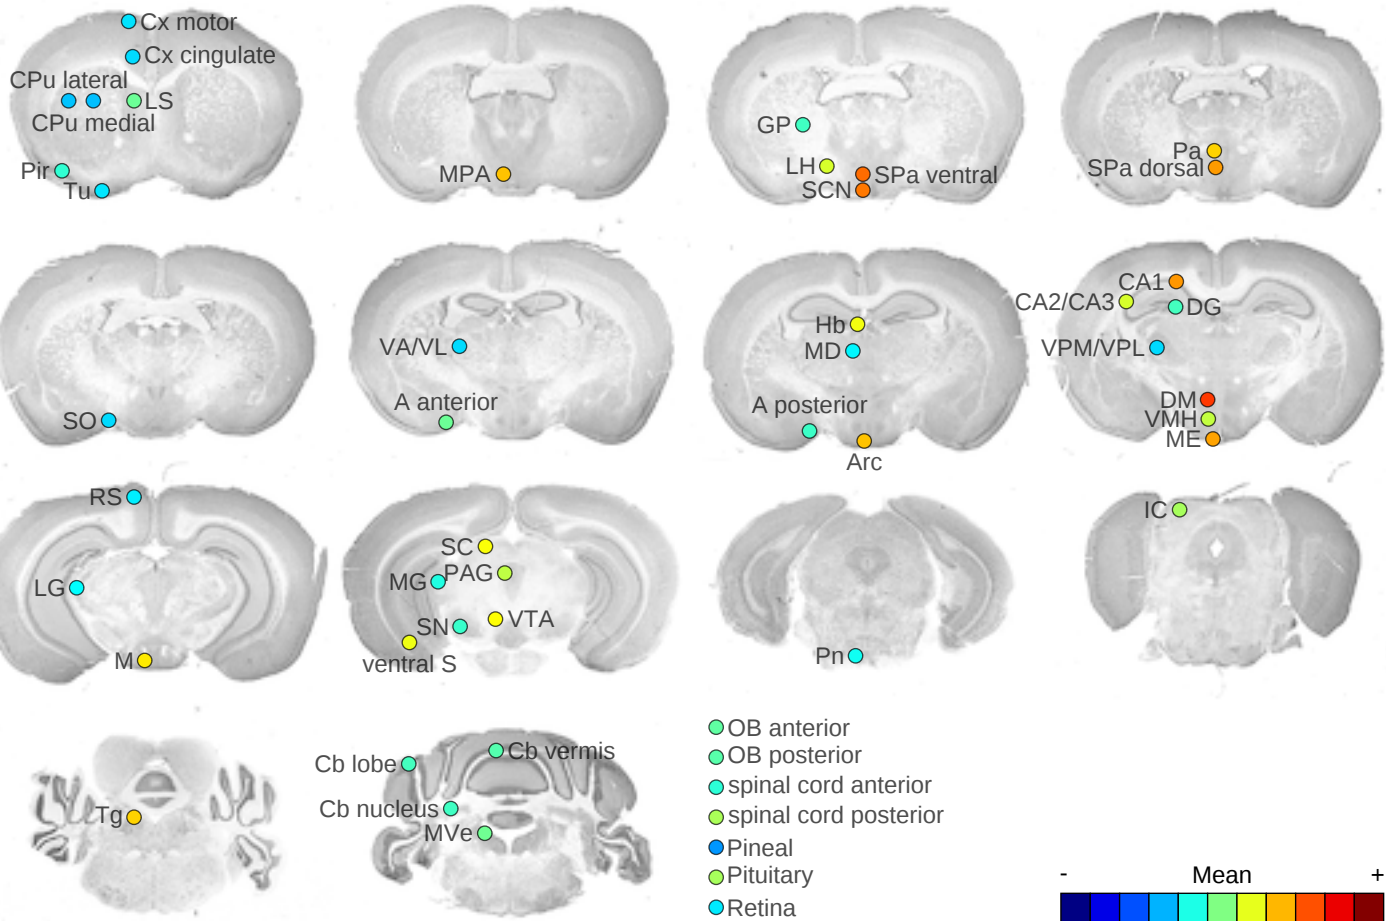 Cx motor
Cx cingulate
CPu lateral
LS
CPu medial
Pir
Tu
MPA
GP
LH
SPa ventral
SCN
Pa
SPa dorsal
SO
VA/VL
A anterior
Hb
MD
A posterior
Arc
CA1
CA2/CA3
DG
VPM/VPL
DM
VMH
ME
RS
LG
M
SC
MG
PAG
SN
VTA
ventral S
Pn
IC
Tg
Cb lobe
Cb vermis
Cb nucleus
MVe
OB anterior
OB posterior
spinal cord anterior
spinal cord posterior
Pineal
Pituitary
Retina
- Mean +